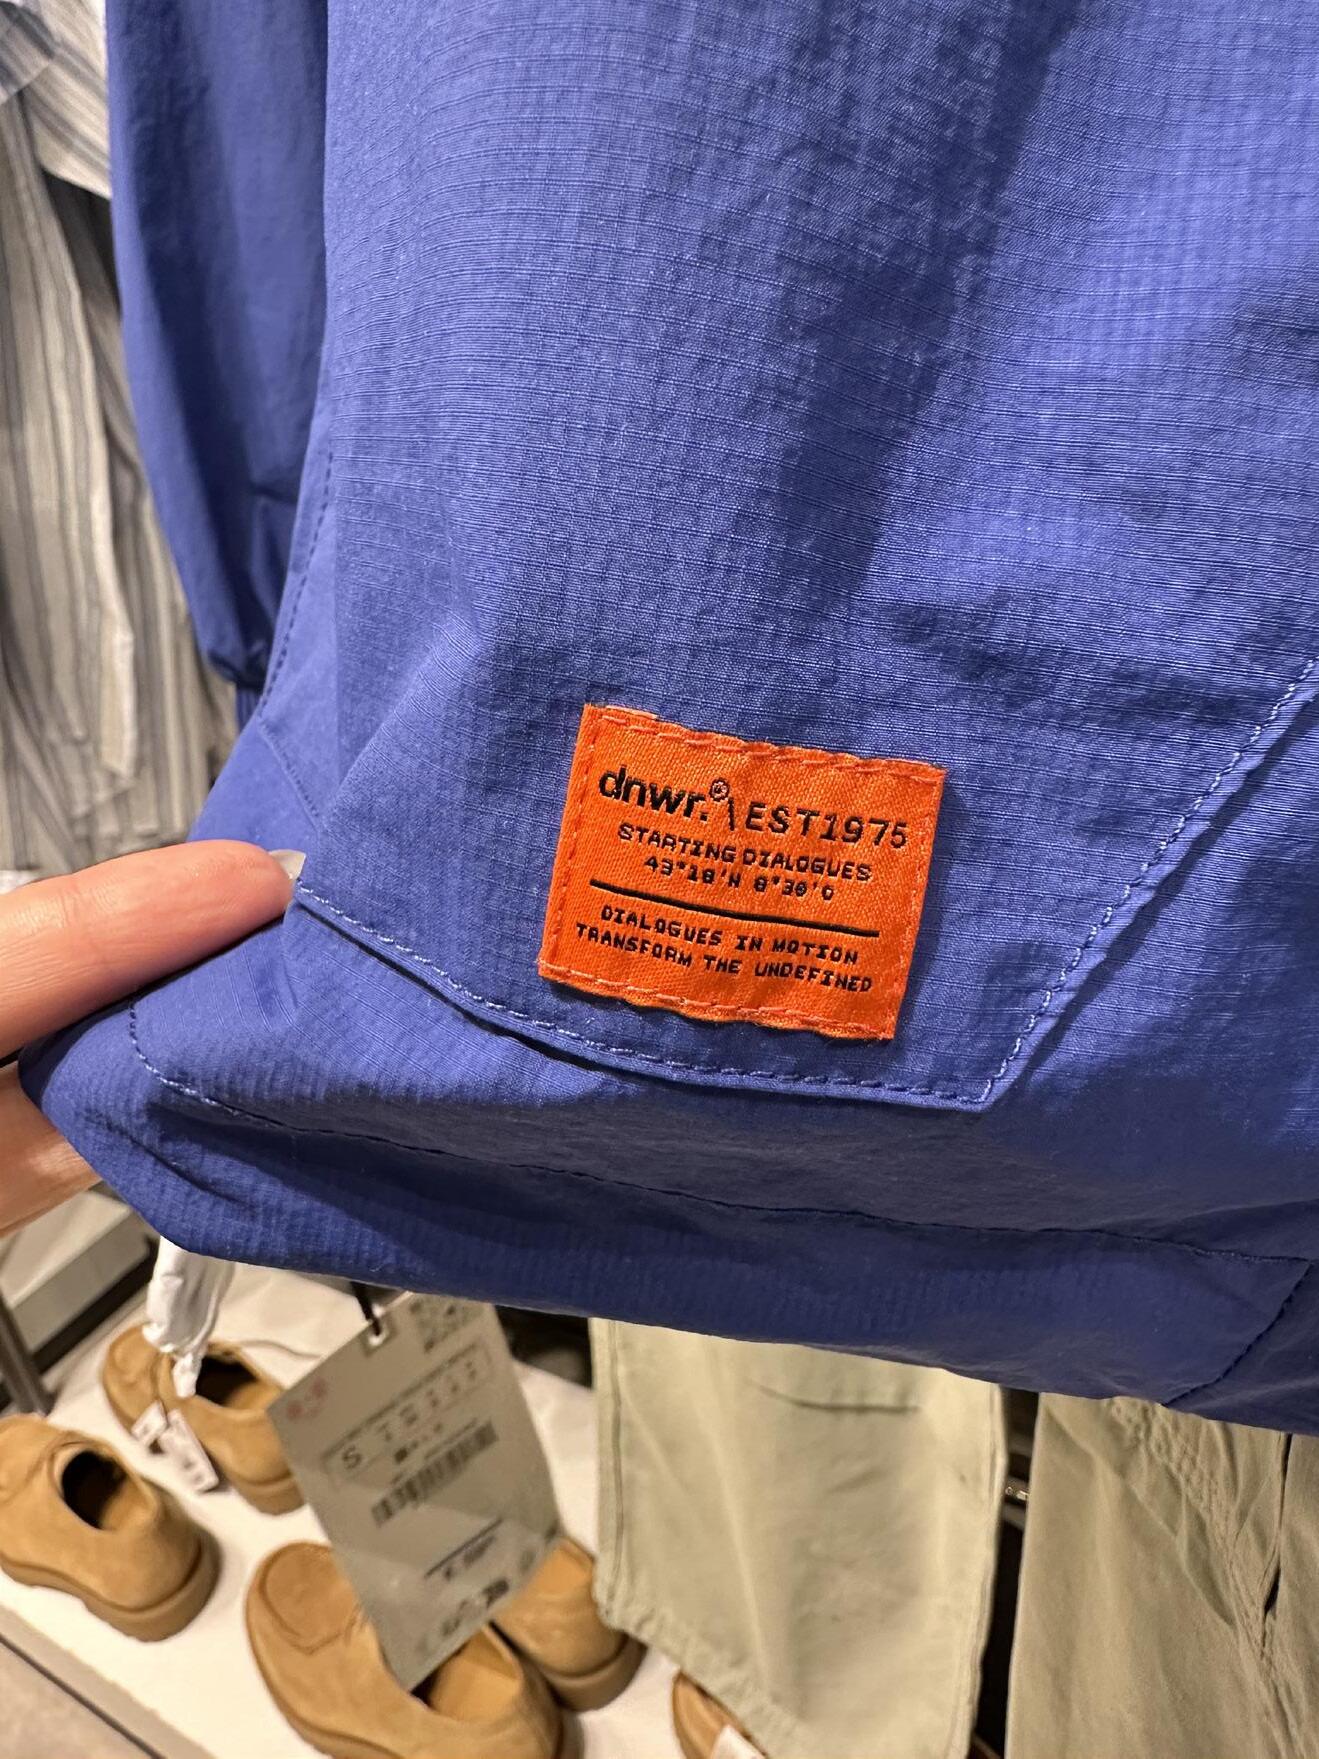 dnwr.®\EST1975
STARTING DIALOGUES
43°18'N 8°30'O
DIALOGUES IN MOTION
TRANSFORM THE UNDEFINED
S